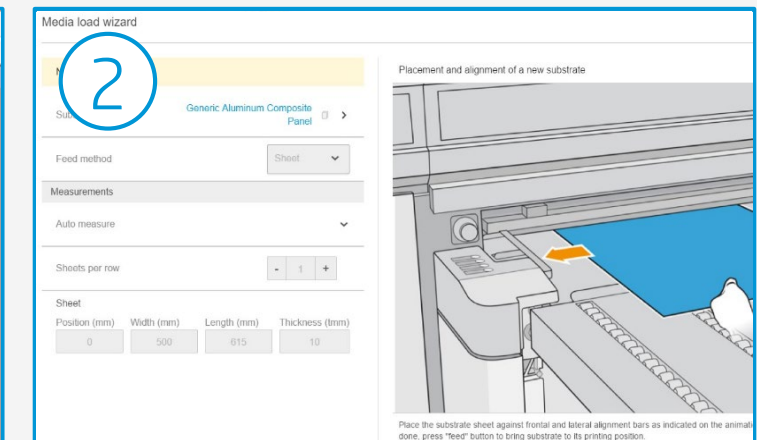 Media load wizard
2
Generic Aluminum Composite
Panel
Feed method
Sheet
Measurements
Auto measure
Sheets per row
- 1 +
Sheet
Position (mm) Width (mm) Length (mm) Thickness (tmm)
0 500 615 10
Placement and alignment of a new substrate
Place the substrate sheet against frontal and lateral alignment bars as indicated on the
done, press "feed" button to bring substrate to its printing position.